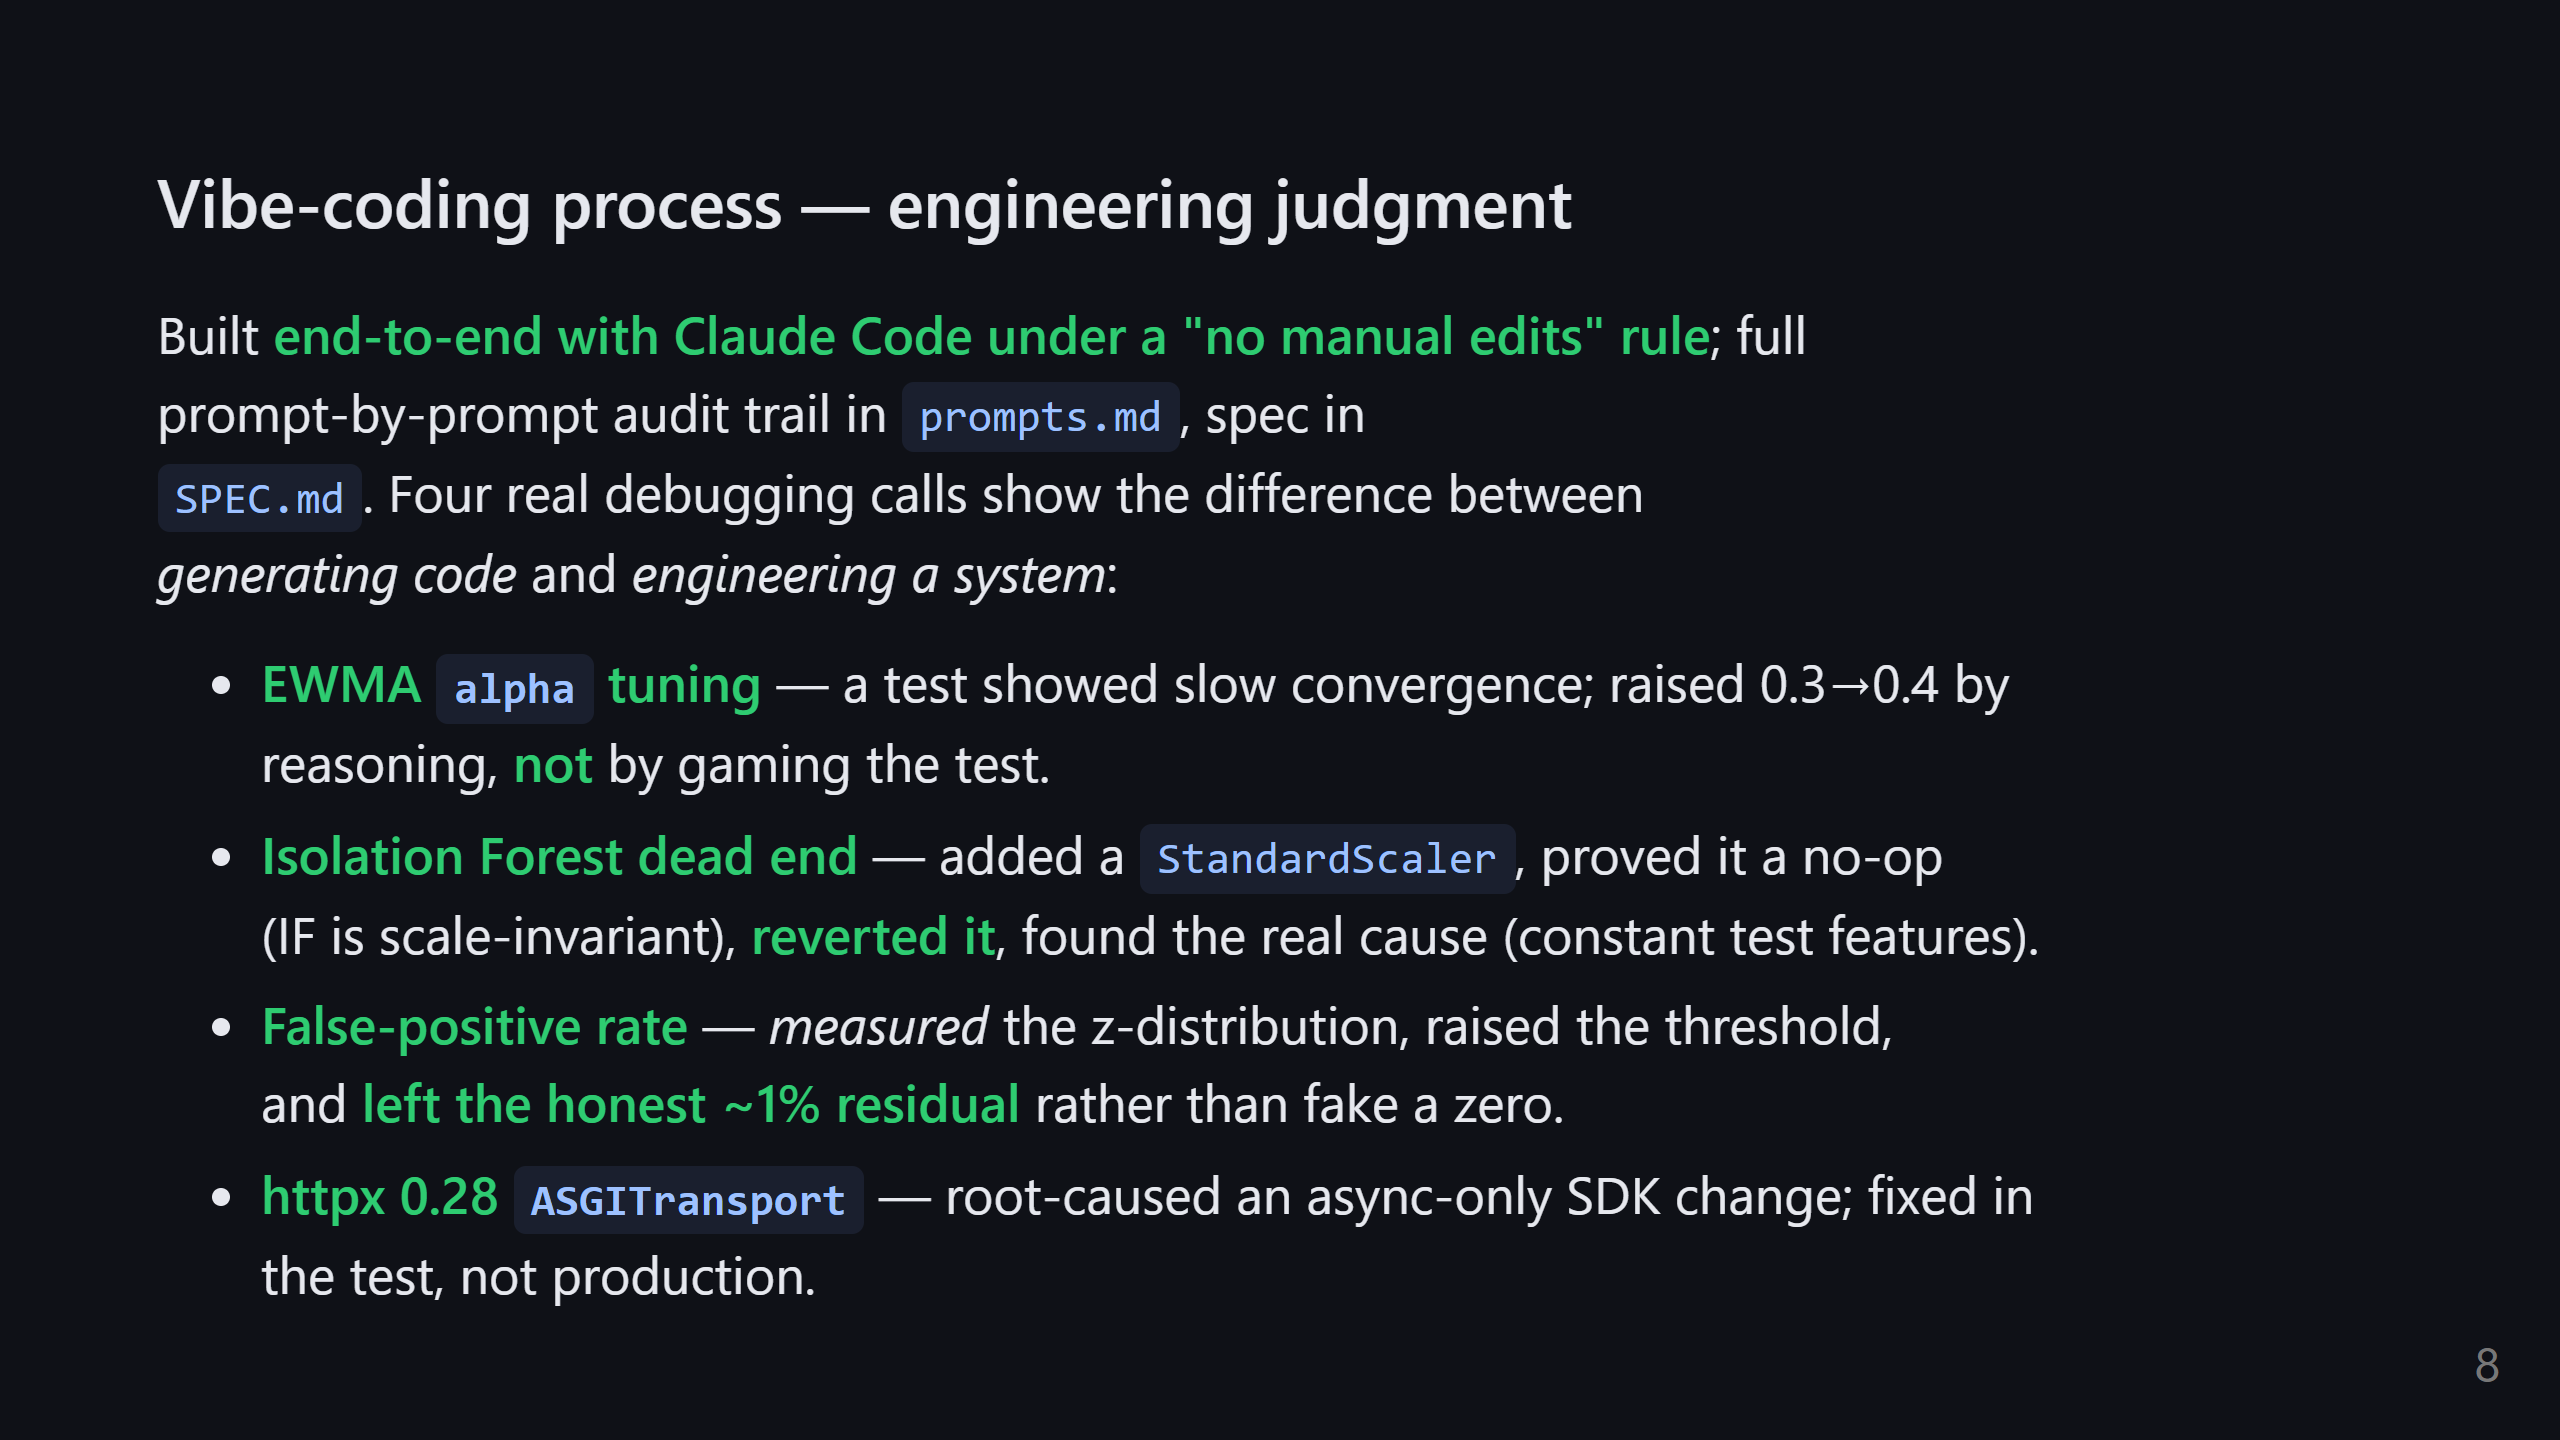 Vibe-coding process — engineering judgment
Built end-to-end with Claude Code under a "no manual edits" rule; full
prompt-by-prompt audit trail in prompts.md, spec in
SPEC.md. Four real debugging calls show the difference between
generating code and engineering a system:
• EWMA alpha tuning — a test showed slow convergence; raised 0.3→0.4 by
reasoning, not by gaming the test.
• Isolation Forest dead end — added a StandardScaler, proved it a no-op
(IF is scale-invariant), reverted it, found the real cause (constant test features).
• False-positive rate — measured the z-distribution, raised the threshold,
and left the honest ~1% residual rather than fake a zero.
• httpx 0.28 ASGITransport — root-caused an async-only SDK change; fixed in
the test, not production.
8